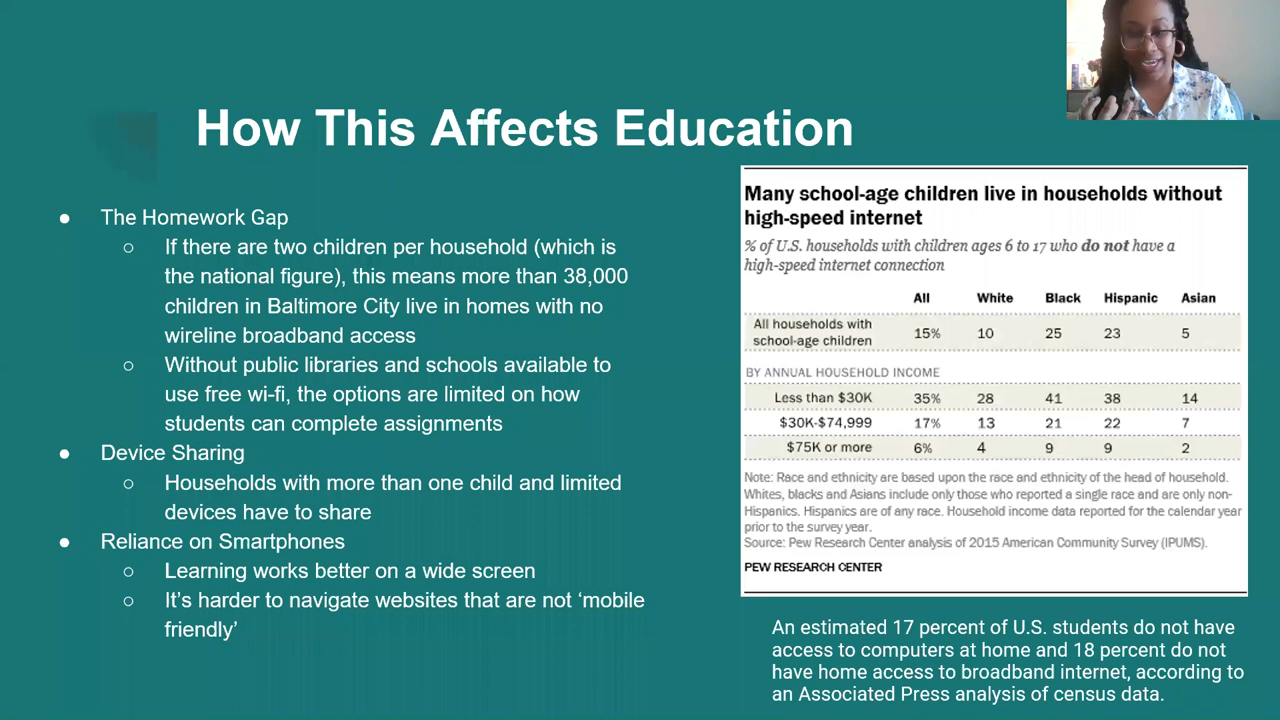 How This Affects Education
● The Homework Gap
○ If there are two children per household (which is
the national figure), this means more than 38,000
children in Baltimore City live in homes with no
wireline broadband access
○ Without public libraries and schools available to
use free wi-fi, the options are limited on how
students can complete assignments
● Device Sharing
○ Households with more than one child and limited
devices have to share
● Reliance on Smartphones
○ Learning works better on a wide screen
○ It's harder to navigate websites that are not ‘mobile
friendly’
Many school-age children live in households without
high-speed internet
% of U.S. households with children ages 6 to 17 who do not have a
high-speed internet connection
All White Black Hispanic Asian
All households with
school-age children 15% 10 25 23 5
BY ANNUAL HOUSEHOLD INCOME
Less than $30K 35% 28 41 38 14
$30K-$74,999 17% 13 21 22 7
$75K or more 6% 4 9 9 2
Note: Race and ethnicity are based upon the race and ethnicity of the head of household.
Whites, blacks and Asians include only those who reported a single race and are only non-
Hispanics. Hispanics are of any race. Household income data reported for the calendar year
prior to the survey year.
Source: Pew Research Center analysis of 2015 American Community Survey (IPUMS).
PEW RESEARCH CENTER
An estimated 17 percent of U.S. students do not have
access to computers at home and 18 percent do not
have home access to broadband internet, according to
an Associated Press analysis of census data.